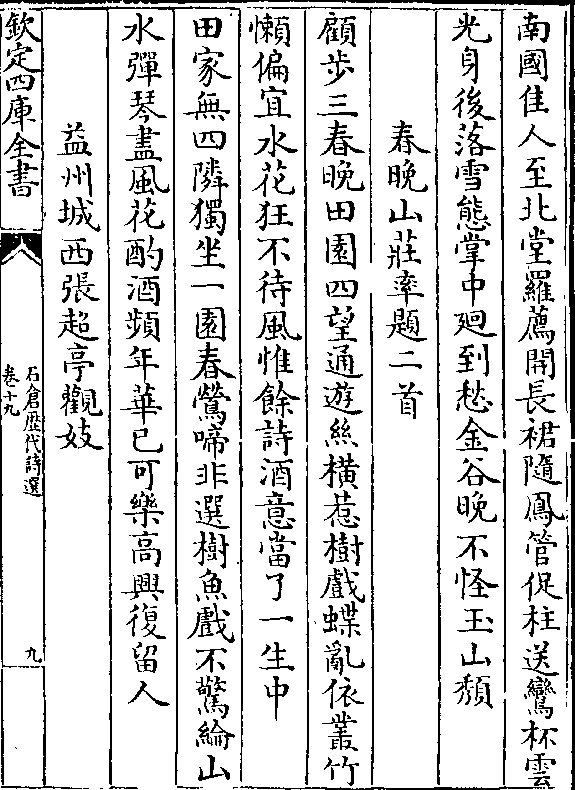 南國佳人至北堂羅薦開長裙隨鳳管促柱送鸞杯雲
光身後落雪態掌中廻到愁金谷晚不怪玉山頹
春晚山莊率題二首
顧步三春晚田園四望通遊絲橫惹樹戲蝶亂依叢竹
懶偏宜水花狂不待風惟餘詩酒意當了一生中
田家無四隣獨坐一園春鶯啼非選樹魚戲不驚綸山
水彈琴盡風花酌酒頻年華已可樂高興復留人
益州城西張超亭觀妓
欽定四庫全書
石倉歴代詩選
卷十九
九